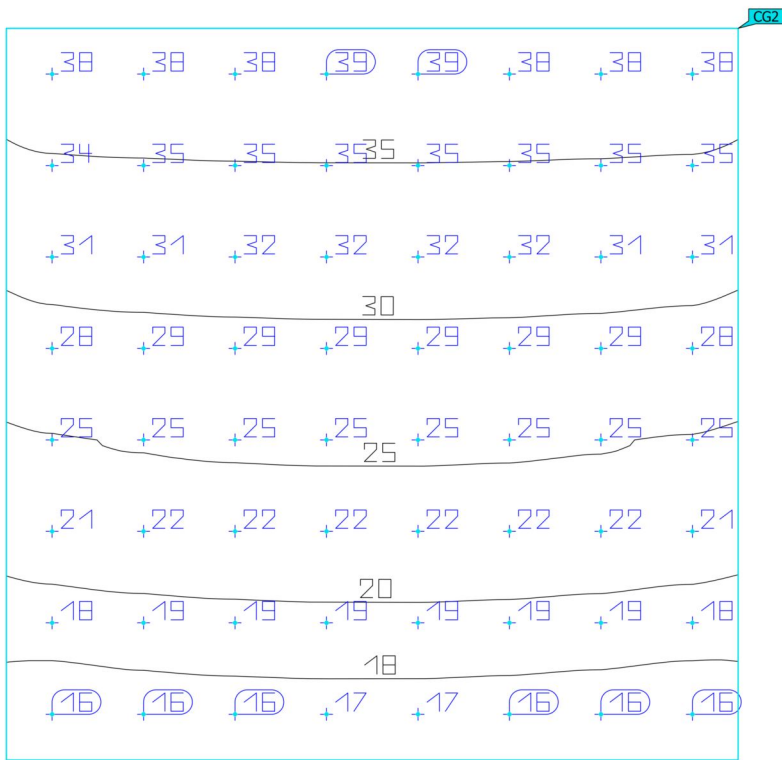 CG2
38 38 38 39 39 38 38 38
35
34 35 35 35 35 35 35 35
31 31 32 32 32 32 31 31
30
28 29 29 29 29 29 29 28
25 25 25 25 25 25 25 25
25
21 22 22 22 22 22 22 21
20
18 19 19 19 19 19 19 18
18
16 16 16 17 17 16 16 16